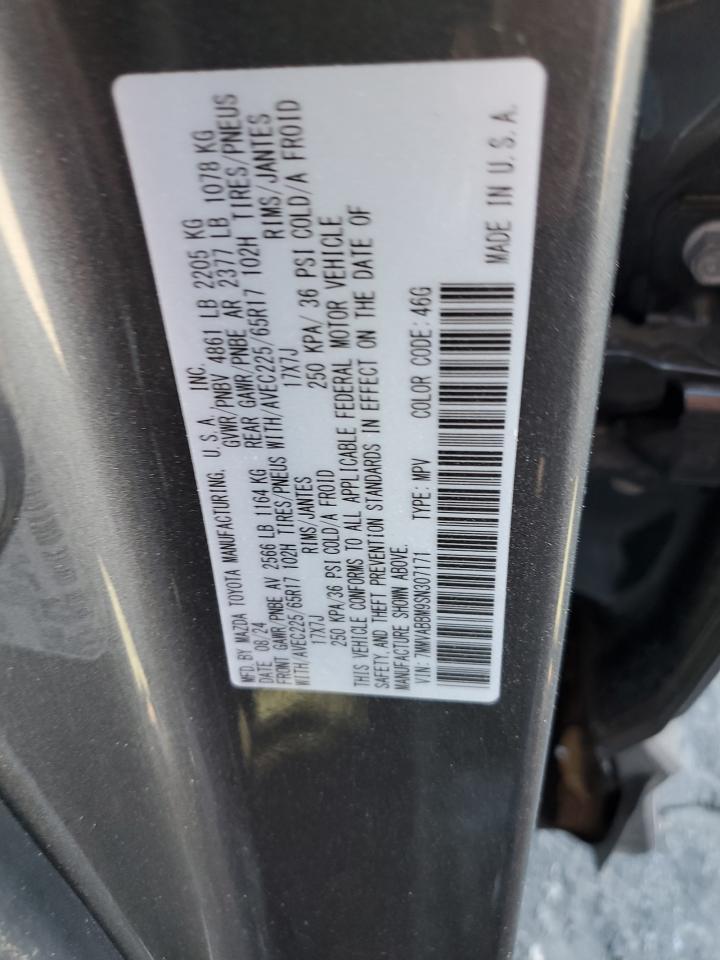 MFD. BY MAZDA TOYOTA MANUFACTURING, U.S.A., INC.
DATE 08/24 GVWR/PNBV 4861 LB 2205 KG
FRONT GAWR/PNBE AV 2566 LB 1164 KG REAR GAWR/PNBE AR 2377 LB 1078 KG
WITH/AVEC225/65R17 102H TIRES/PNEUS WITH/AVEC225/65R17 102H TIRES/PNEUS
17X7J RIMS/JANTES 17X7J RIMS/JANTES
250 KPA/36 PSI COLD/A FROID 250 KPA/ 36 PSI COLD/A FROID
THIS VEHICLE CONFORMS TO ALL APPLICABLE FEDERAL MOTOR VEHICLE
SAFETY, AND THEFT PREVENTION STANDARDS IN EFFECT ON THE DATE OF
MANUFACTURE SHOWN ABOVE.
VIN: 7MMVABBM9SN307171 TYPE: MPV COLOR CODE: 46G
MADE IN U.S.A.